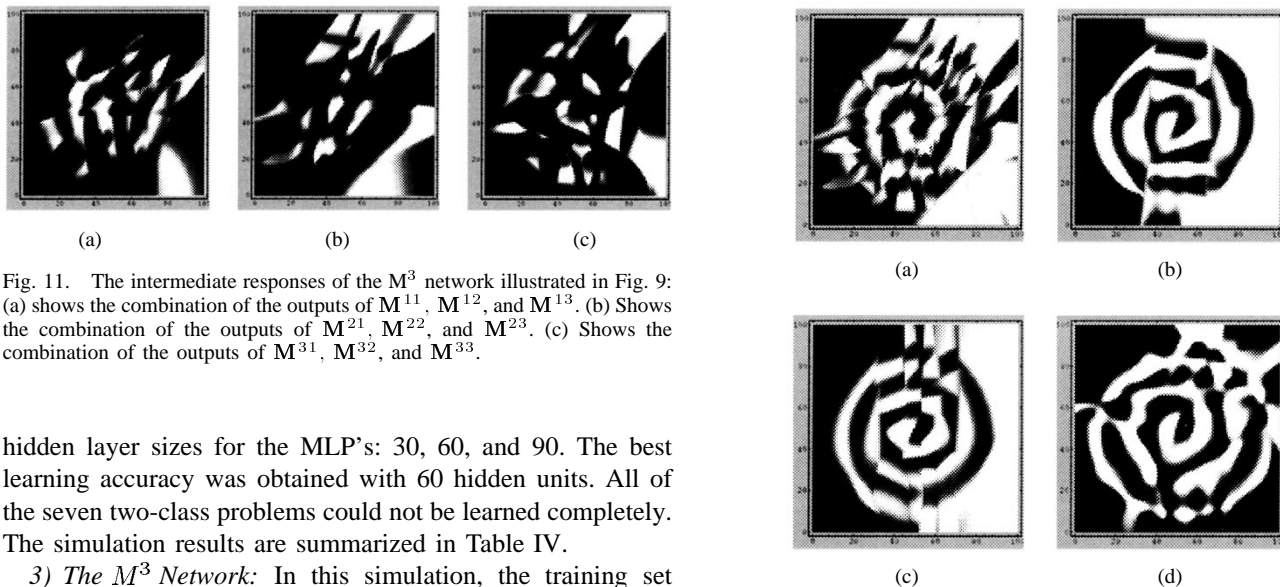 (a) (b) (c)
Fig. 11. The intermediate responses of the M³ network illustrated in Fig. 9:
(a) shows the combination of the outputs of M¹¹, M¹², and M¹³. (b) Shows
the combination of the outputs of M²¹, M²², and M²³. (c) Shows the
combination of the outputs of M³¹, M³², and M³³.
hidden layer sizes for the MLP's: 30, 60, and 90. The best
learning accuracy was obtained with 60 hidden units. All of
the seven two-class problems could not be learned completely.
The simulation results are summarized in Table IV.
3) The M³ Network: In this simulation, the training set
(a) (b)
(c) (d)